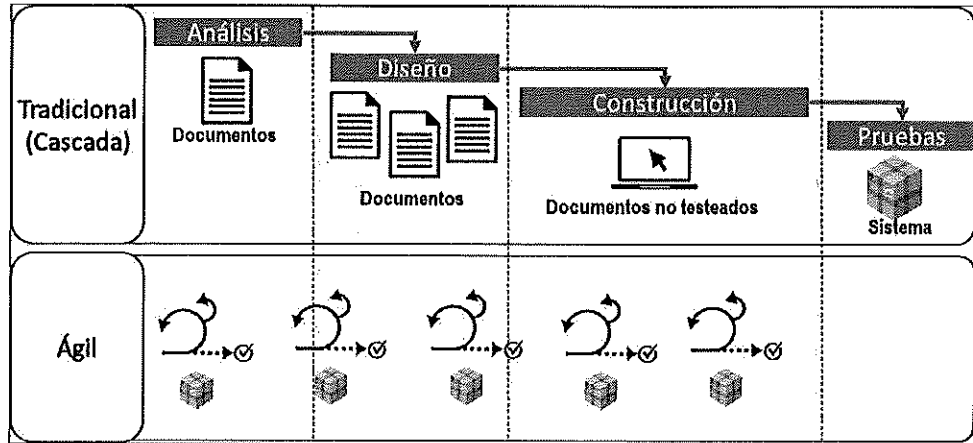 Análisis
Diseño
Tradicional
(Cascada)
Construcción
Documentos
Pruebas
Documentos
Documentos no testeados
Sistema
Ágil